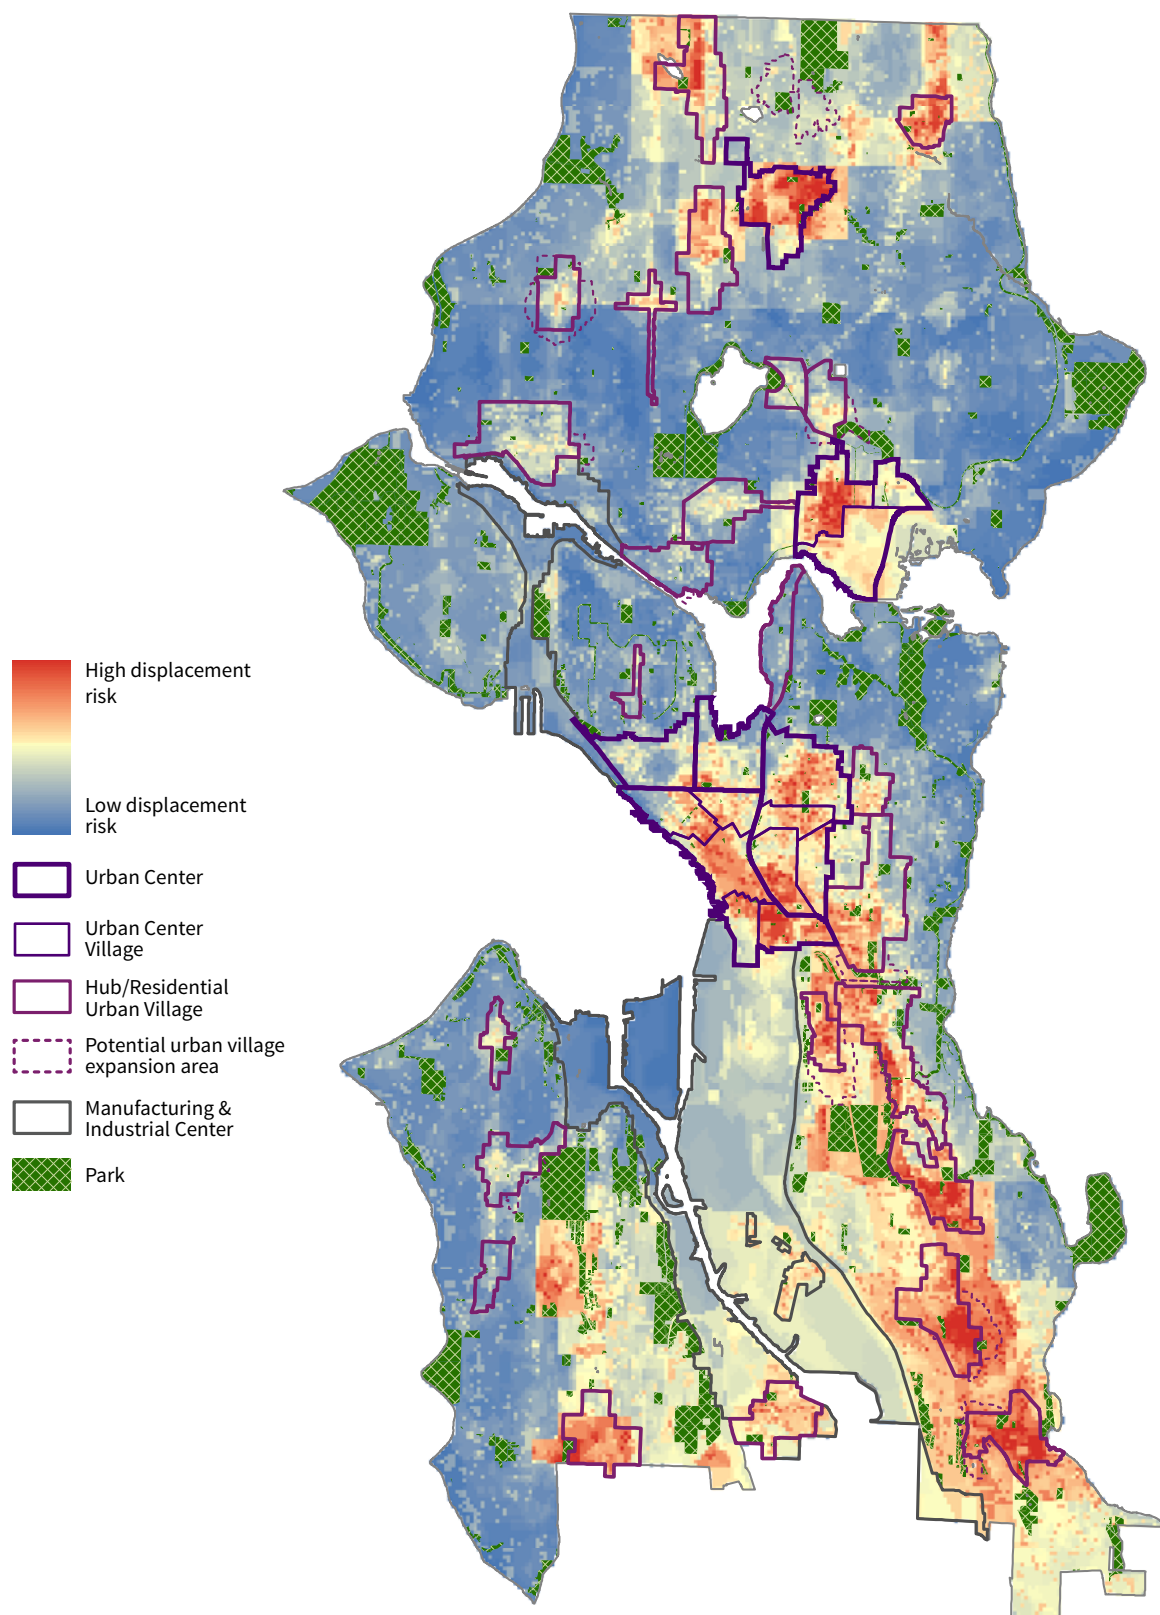 High displacement
risk
Low displacement
risk
Urban Center
Urban Center
Village
Hub/Residential
Urban Village
Potential urban village
expansion area
Manufacturing &
Industrial Center
Park